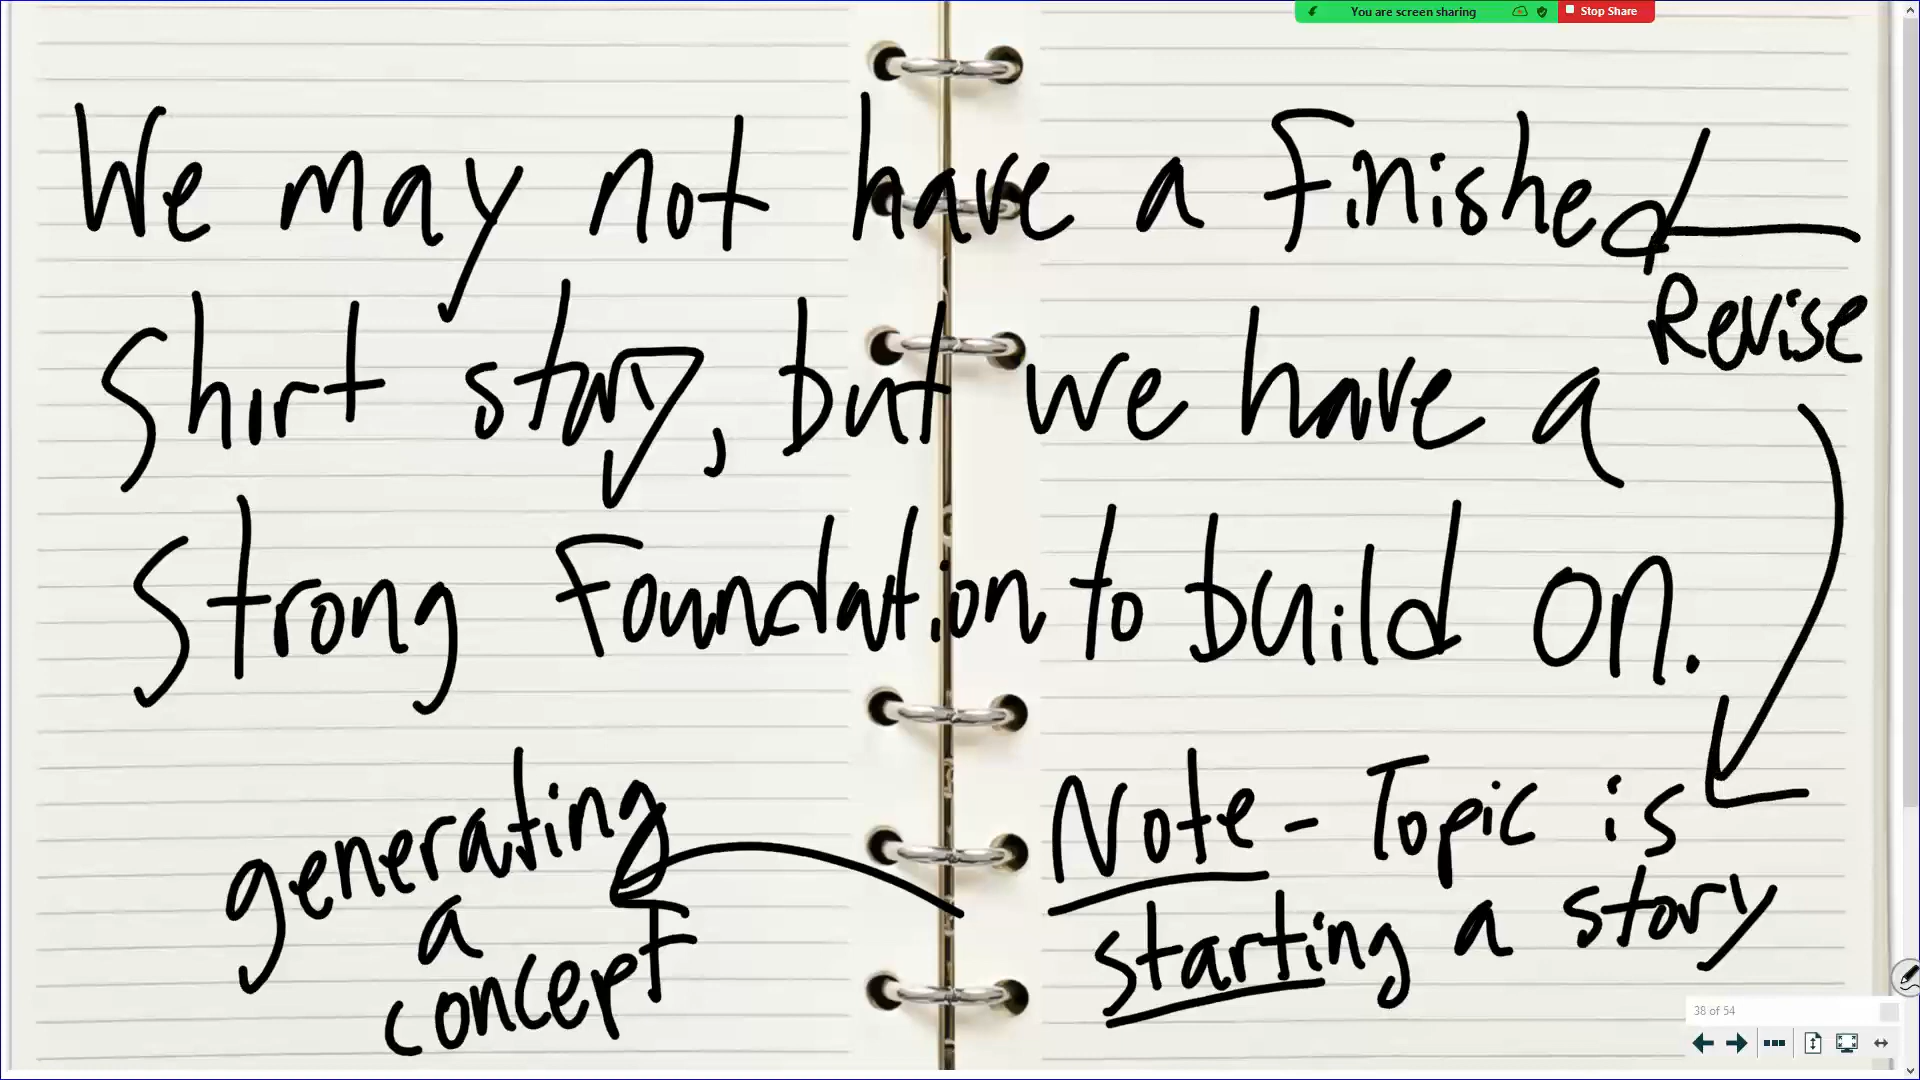 You are screen sharing Stop Share
We may not have a finished
Revise
Shirt story, but we have a
Strong Foundation to build on.
Note - Topic is
starting a story
generating
a
concept
38 of 54